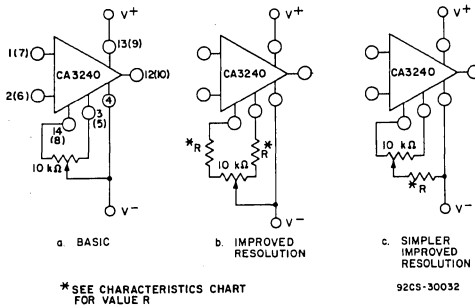 V+
V+
V+
13(9)
1(7)
CA3240
12(10)
CA3240
CA3240
2(6)
4
3
(5)
14
(8)
10 kΩ
*R
R*
10 kΩ
10 kΩ
*R
V−
V−
V−
a. BASIC
b. IMPROVED
RESOLUTION
c. SIMPLER
IMPROVED
RESOLUTION
*SEE CHARACTERISTICS CHART
FOR VALUE R
92CS-30032